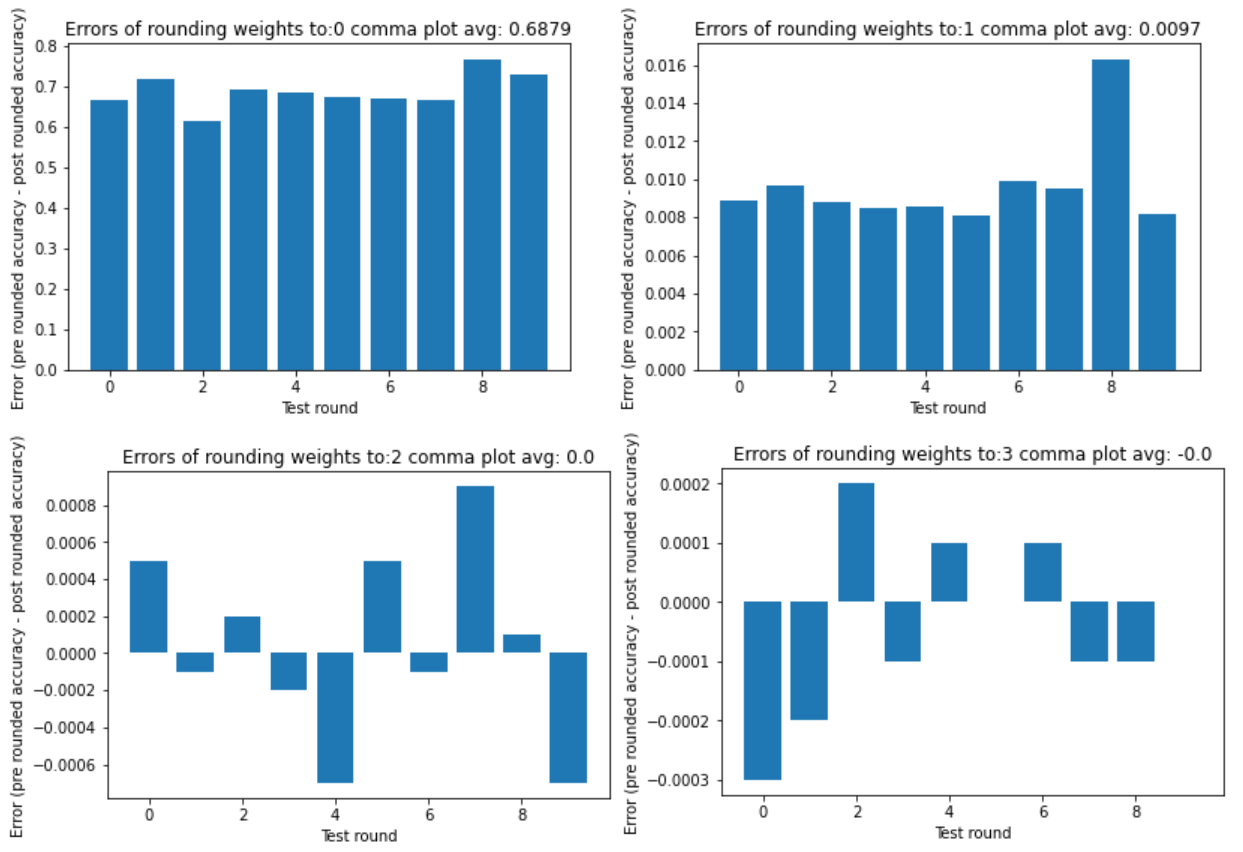 Errors of rounding weights to:0 comma plot avg: 0.6879
Error (pre rounded accuracy - post rounded accuracy)
0.8
0.7
0.6
0.5
0.4
0.3
0.2
0.1
0.0
0 2 4 6 8
Test round
Errors of rounding weights to:1 comma plot avg: 0.0097
Error (pre rounded accuracy - post rounded accuracy)
0.016
0.014
0.012
0.010
0.008
0.006
0.004
0.002
0.000
0 2 4 6 8
Test round
Errors of rounding weights to:2 comma plot avg: 0.0
Error (pre rounded accuracy - post rounded accuracy)
0.0008
0.0006
0.0004
0.0002
0.0000
−0.0002
−0.0004
−0.0006
0 2 4 6 8
Test round
Errors of rounding weights to:3 comma plot avg: -0.0
Error (pre rounded accuracy - post rounded accuracy)
0.0002
0.0001
0.0000
−0.0001
−0.0002
−0.0003
0 2 4 6 8
Test round